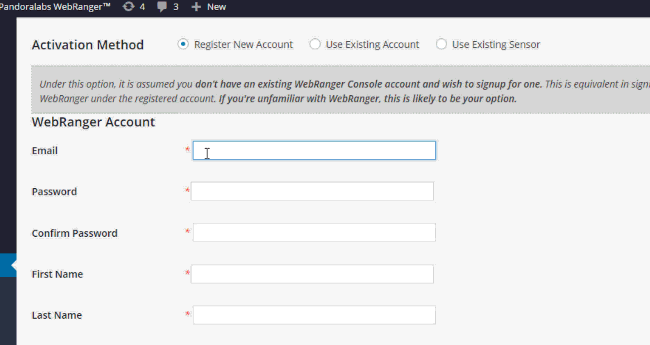 Pandoralabs WebRanger™ 4 3 + New
Activation Method Register New Account Use Existing Account Use Existing Sensor
Under this option, it is assumed you don't have an existing WebRanger Console account and wish to signup for one. This is equivalent in
WebRanger under the registered account. If you're unfamiliar with WebRanger, this is likely to be your option.
WebRanger Account
Email *
Password *
Confirm Password *
First Name *
Last Name *